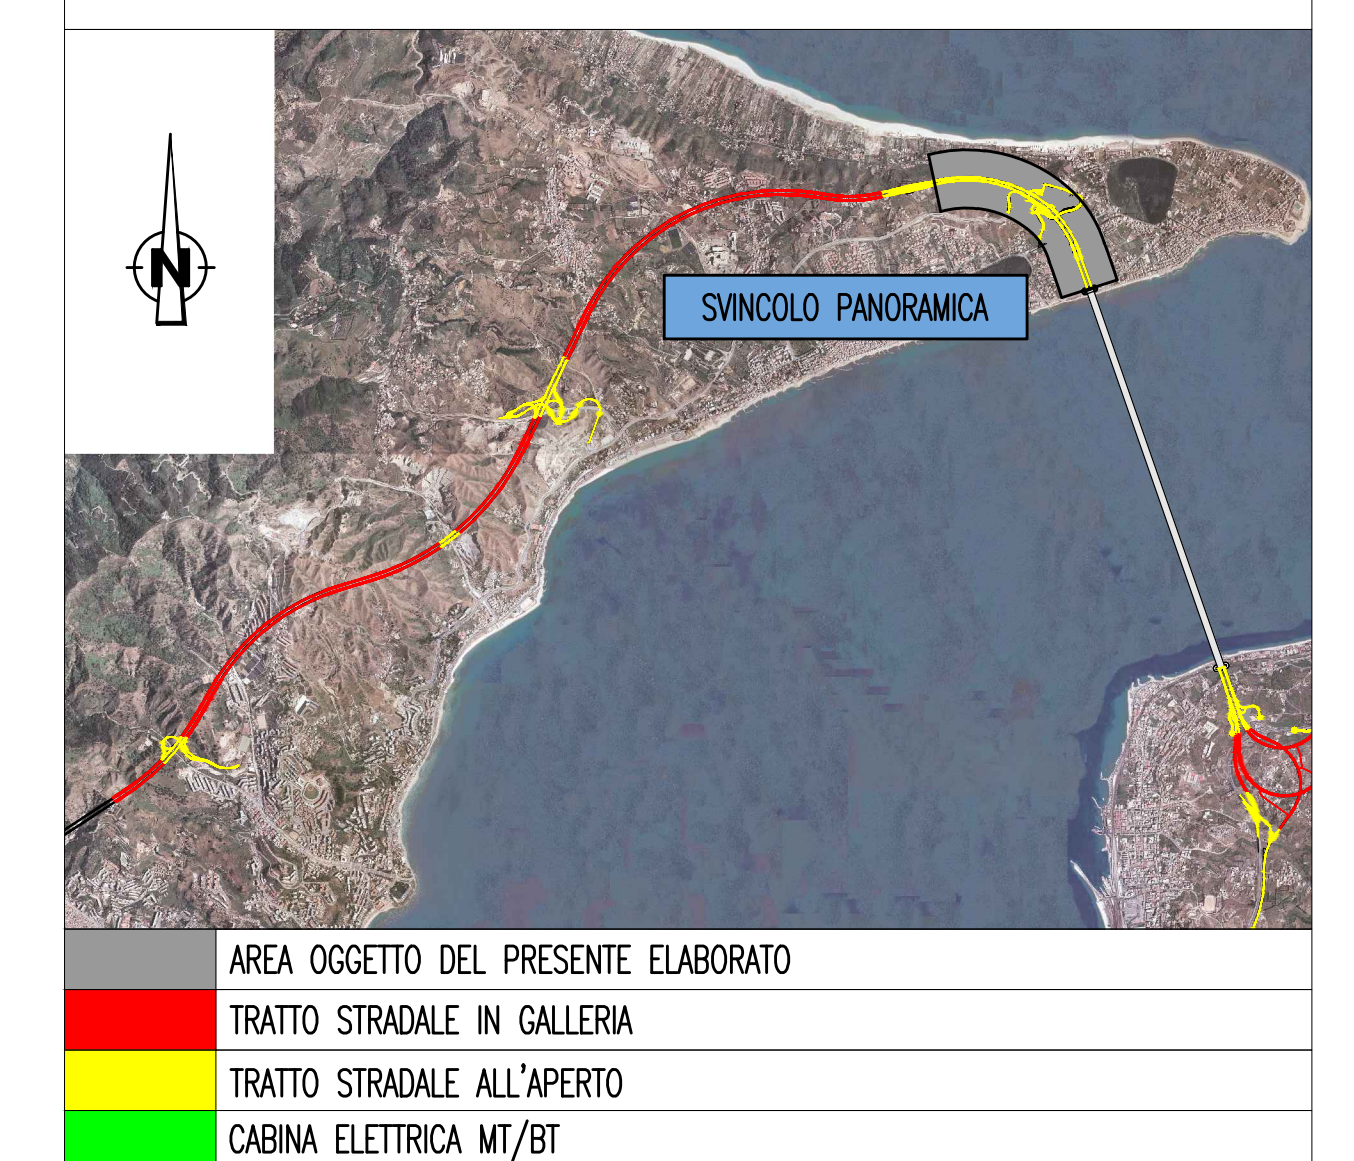 N
SVINCOLO PANORAMICA
AREA OGGETTO DEL PRESENTE ELABORATO
TRATTO STRADALE IN GALLERIA
TRATTO STRADALE ALL'APERTO
CABINA ELETTRICA MT/BT